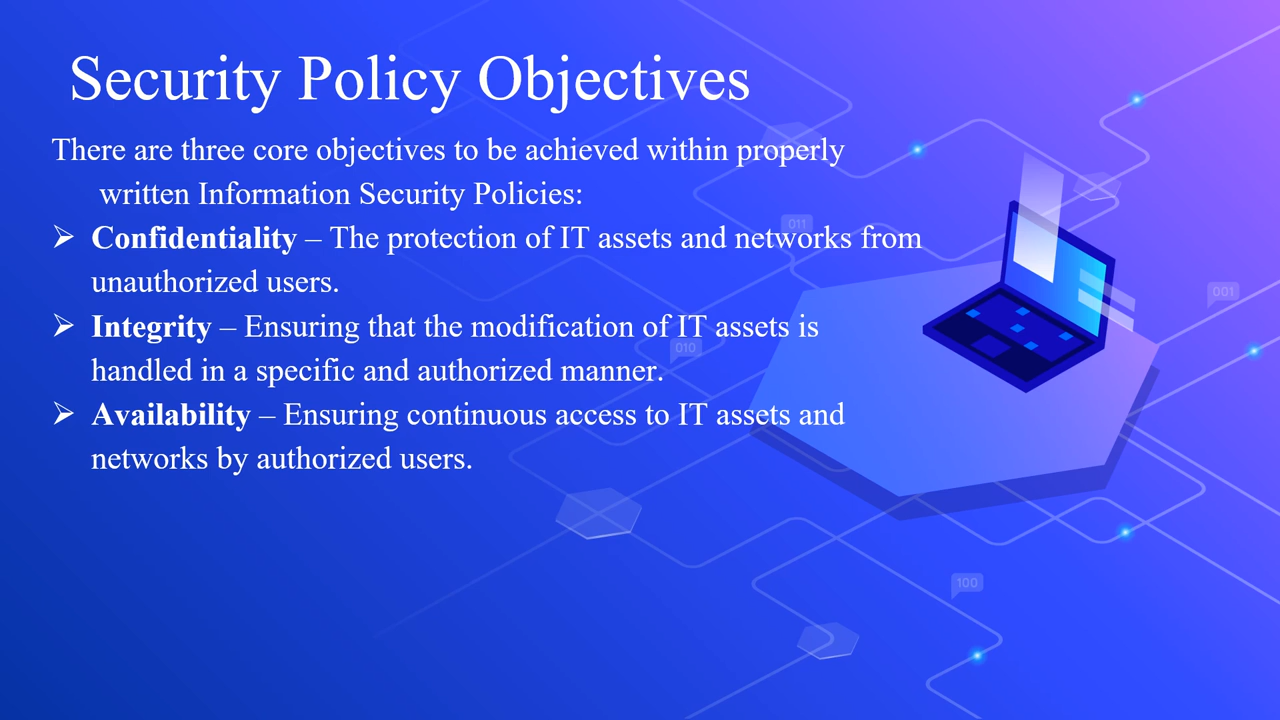 Security Policy Objectives
There are three core objectives to be achieved within properly
written Information Security Policies:
➢ Confidentiality – The protection of IT assets and networks from
unauthorized users.
➢ Integrity – Ensuring that the modification of IT assets is
handled in a specific and authorized manner.
➢ Availability – Ensuring continuous access to IT assets and
networks by authorized users.
011
001
010
100